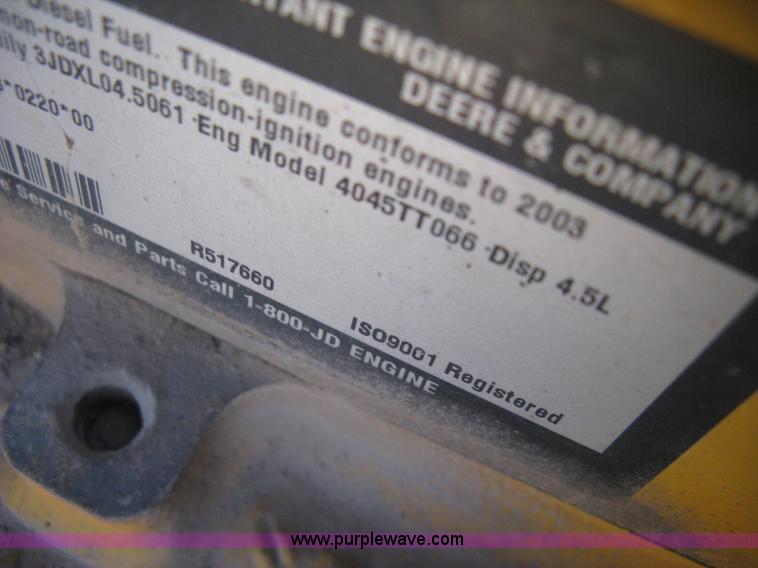 TANT ENGINE INFORMATION
DEERE & COMPANY
Diesel Fuel. This engine conforms to 2003
non-road compression-ignition engines.
ily 3JDXL04.5061 Eng Model 4045TT066 Disp 4.5L
*0220*00
R517660
ISO9001 Registered
Service and Parts Call 1-800-JD ENGINE
www.purplewave.com